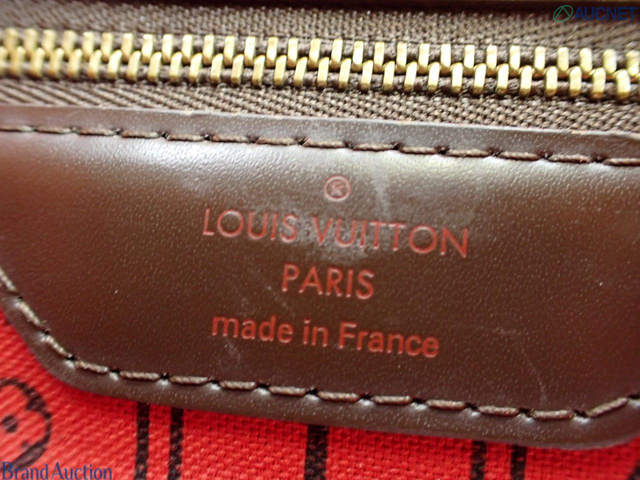 AUCNET
®
LOUIS VUITTON
PARIS
made in France
Brand Auction